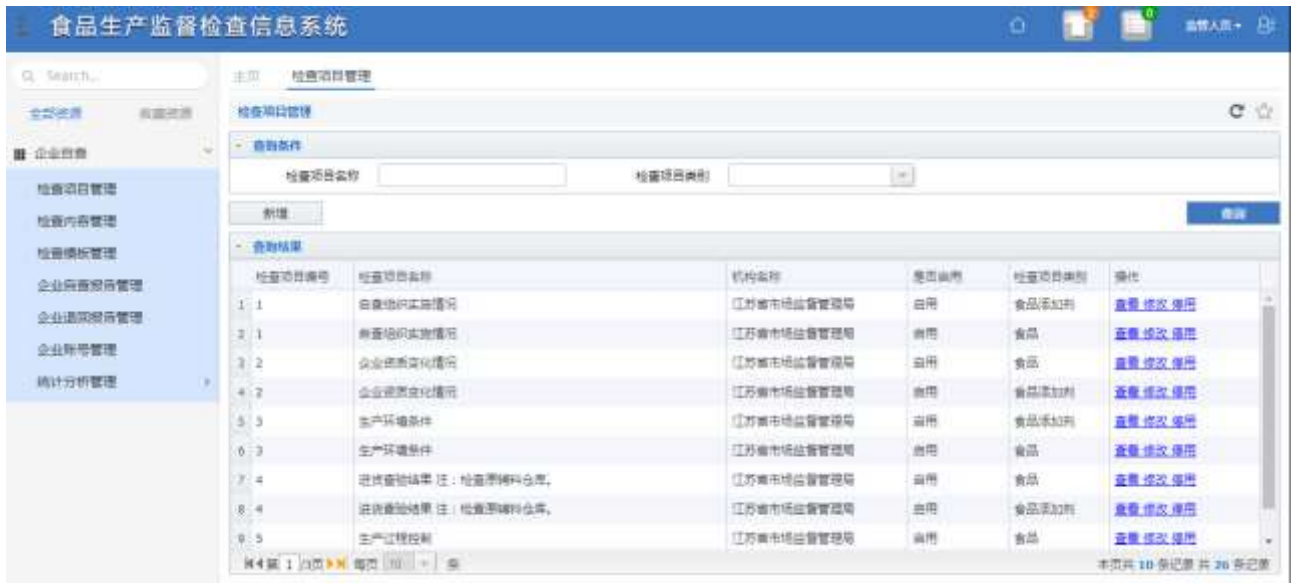 食品生产监督检查信息系统 2 0 监管人员
Search...
主页 检查项目管理
全部资源 收藏资源
检查项目管理
企业自查
- 查询条件
检查项目名称 检查项目类别
检查项目管理
检查内容管理
检查模板管理
企业自查报告管理
企业退回报告管理
企业账号管理
统计分析管理
新增 查询
- 查询结果
检查项目编号 检查项目名称 机构名称 是否启用 检查项目类别 操作
1 1 自查组织实施情况 江苏省市场监督管理局 启用 食品添加剂 查看 修改 停用
2 1 自查组织实施情况 江苏省市场监督管理局 启用 食品 查看 修改 停用
3 2 企业资质变化情况 江苏省市场监督管理局 启用 食品 查看 修改 停用
4 2 企业资质变化情况 江苏省市场监督管理局 启用 食品添加剂 查看 修改 停用
5 3 生产环境条件 江苏省市场监督管理局 启用 食品添加剂 查看 修改 停用
6 3 生产环境条件 江苏省市场监督管理局 启用 食品 查看 修改 停用
7 4 进货查验结果 注：检查原辅料仓库。 江苏省市场监督管理局 启用 食品 查看 修改 停用
8 4 进货查验结果 注：检查原辅料仓库。 江苏省市场监督管理局 启用 食品添加剂 查看 修改 停用
9 5 生产过程控制 江苏省市场监督管理局 启用 食品 查看 修改 停用
第 1 /3页 每页 10 条 本页共 10 条记录 共 26 条记录